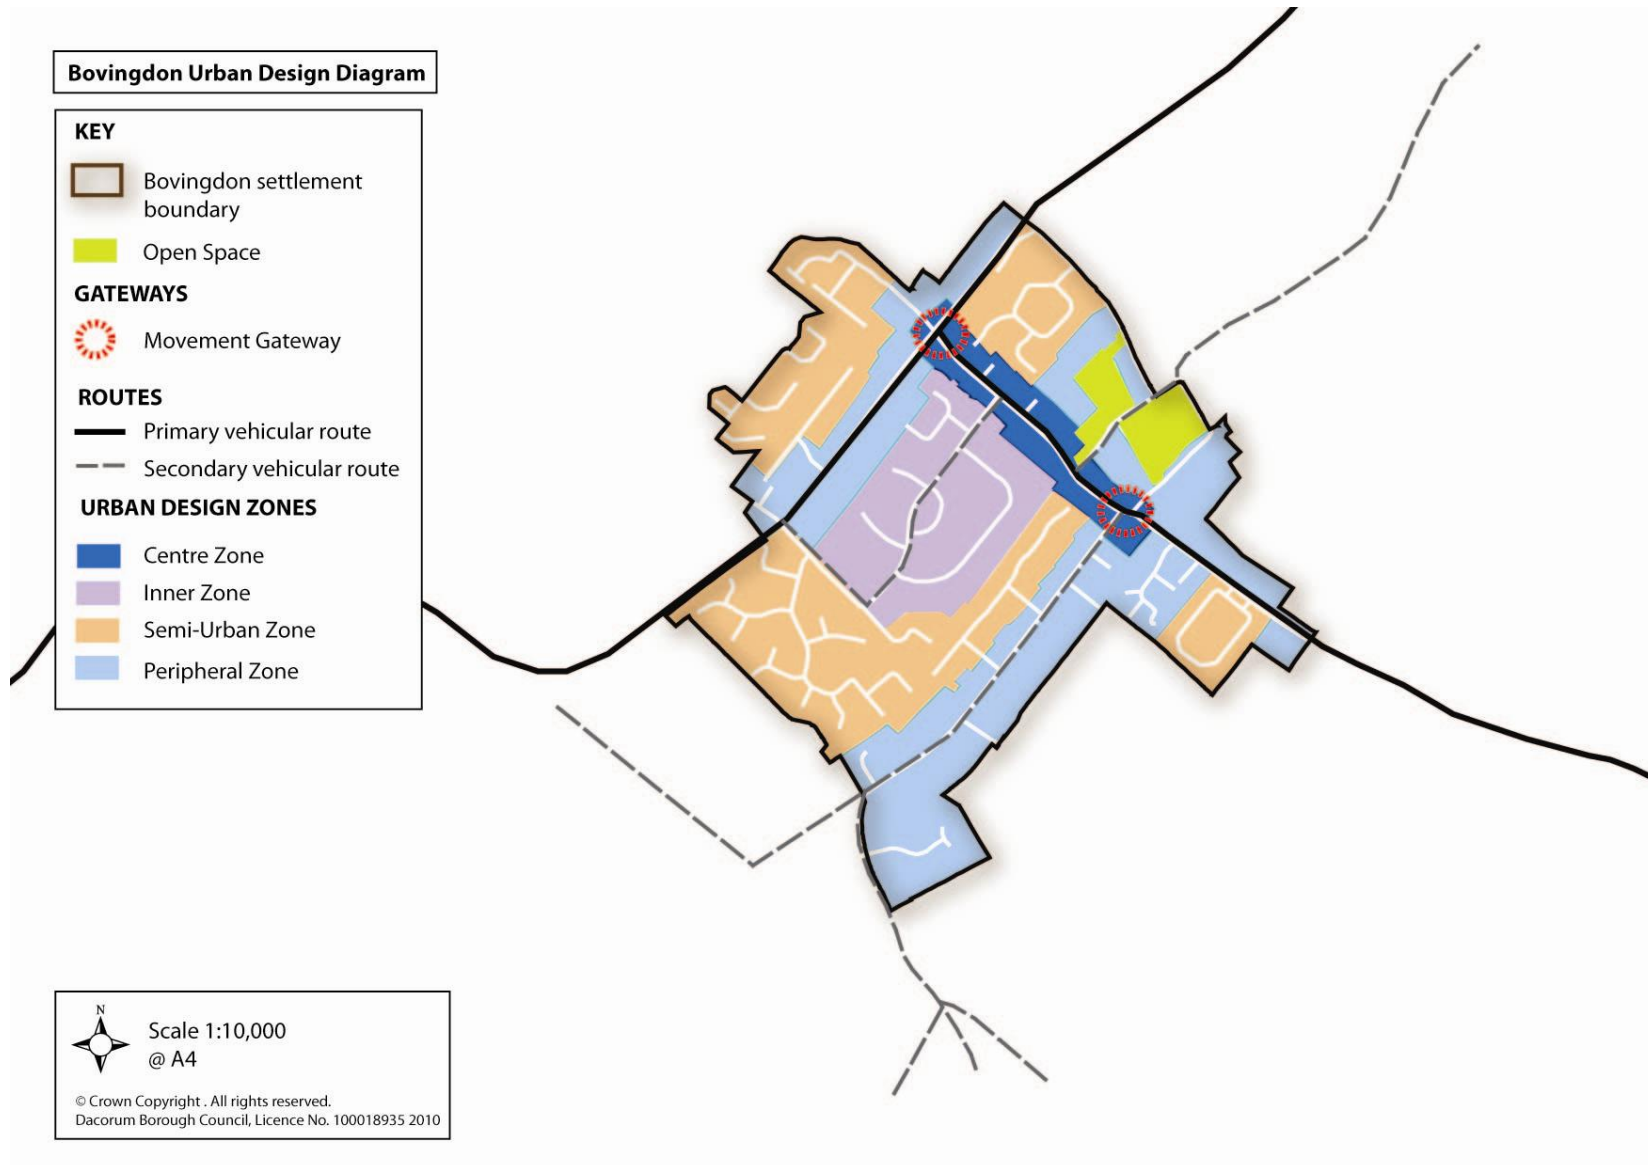 Bovingdon Urban Design Diagram
KEY
Bovingdon settlement
boundary
Open Space
GATEWAYS
Movement Gateway
ROUTES
Primary vehicular route
Secondary vehicular route
URBAN DESIGN ZONES
Centre Zone
Inner Zone
Semi-Urban Zone
Peripheral Zone
N
Scale 1:10,000
@ A4
© Crown Copyright . All rights reserved.
Dacorum Borough Council, Licence No. 100018935 2010